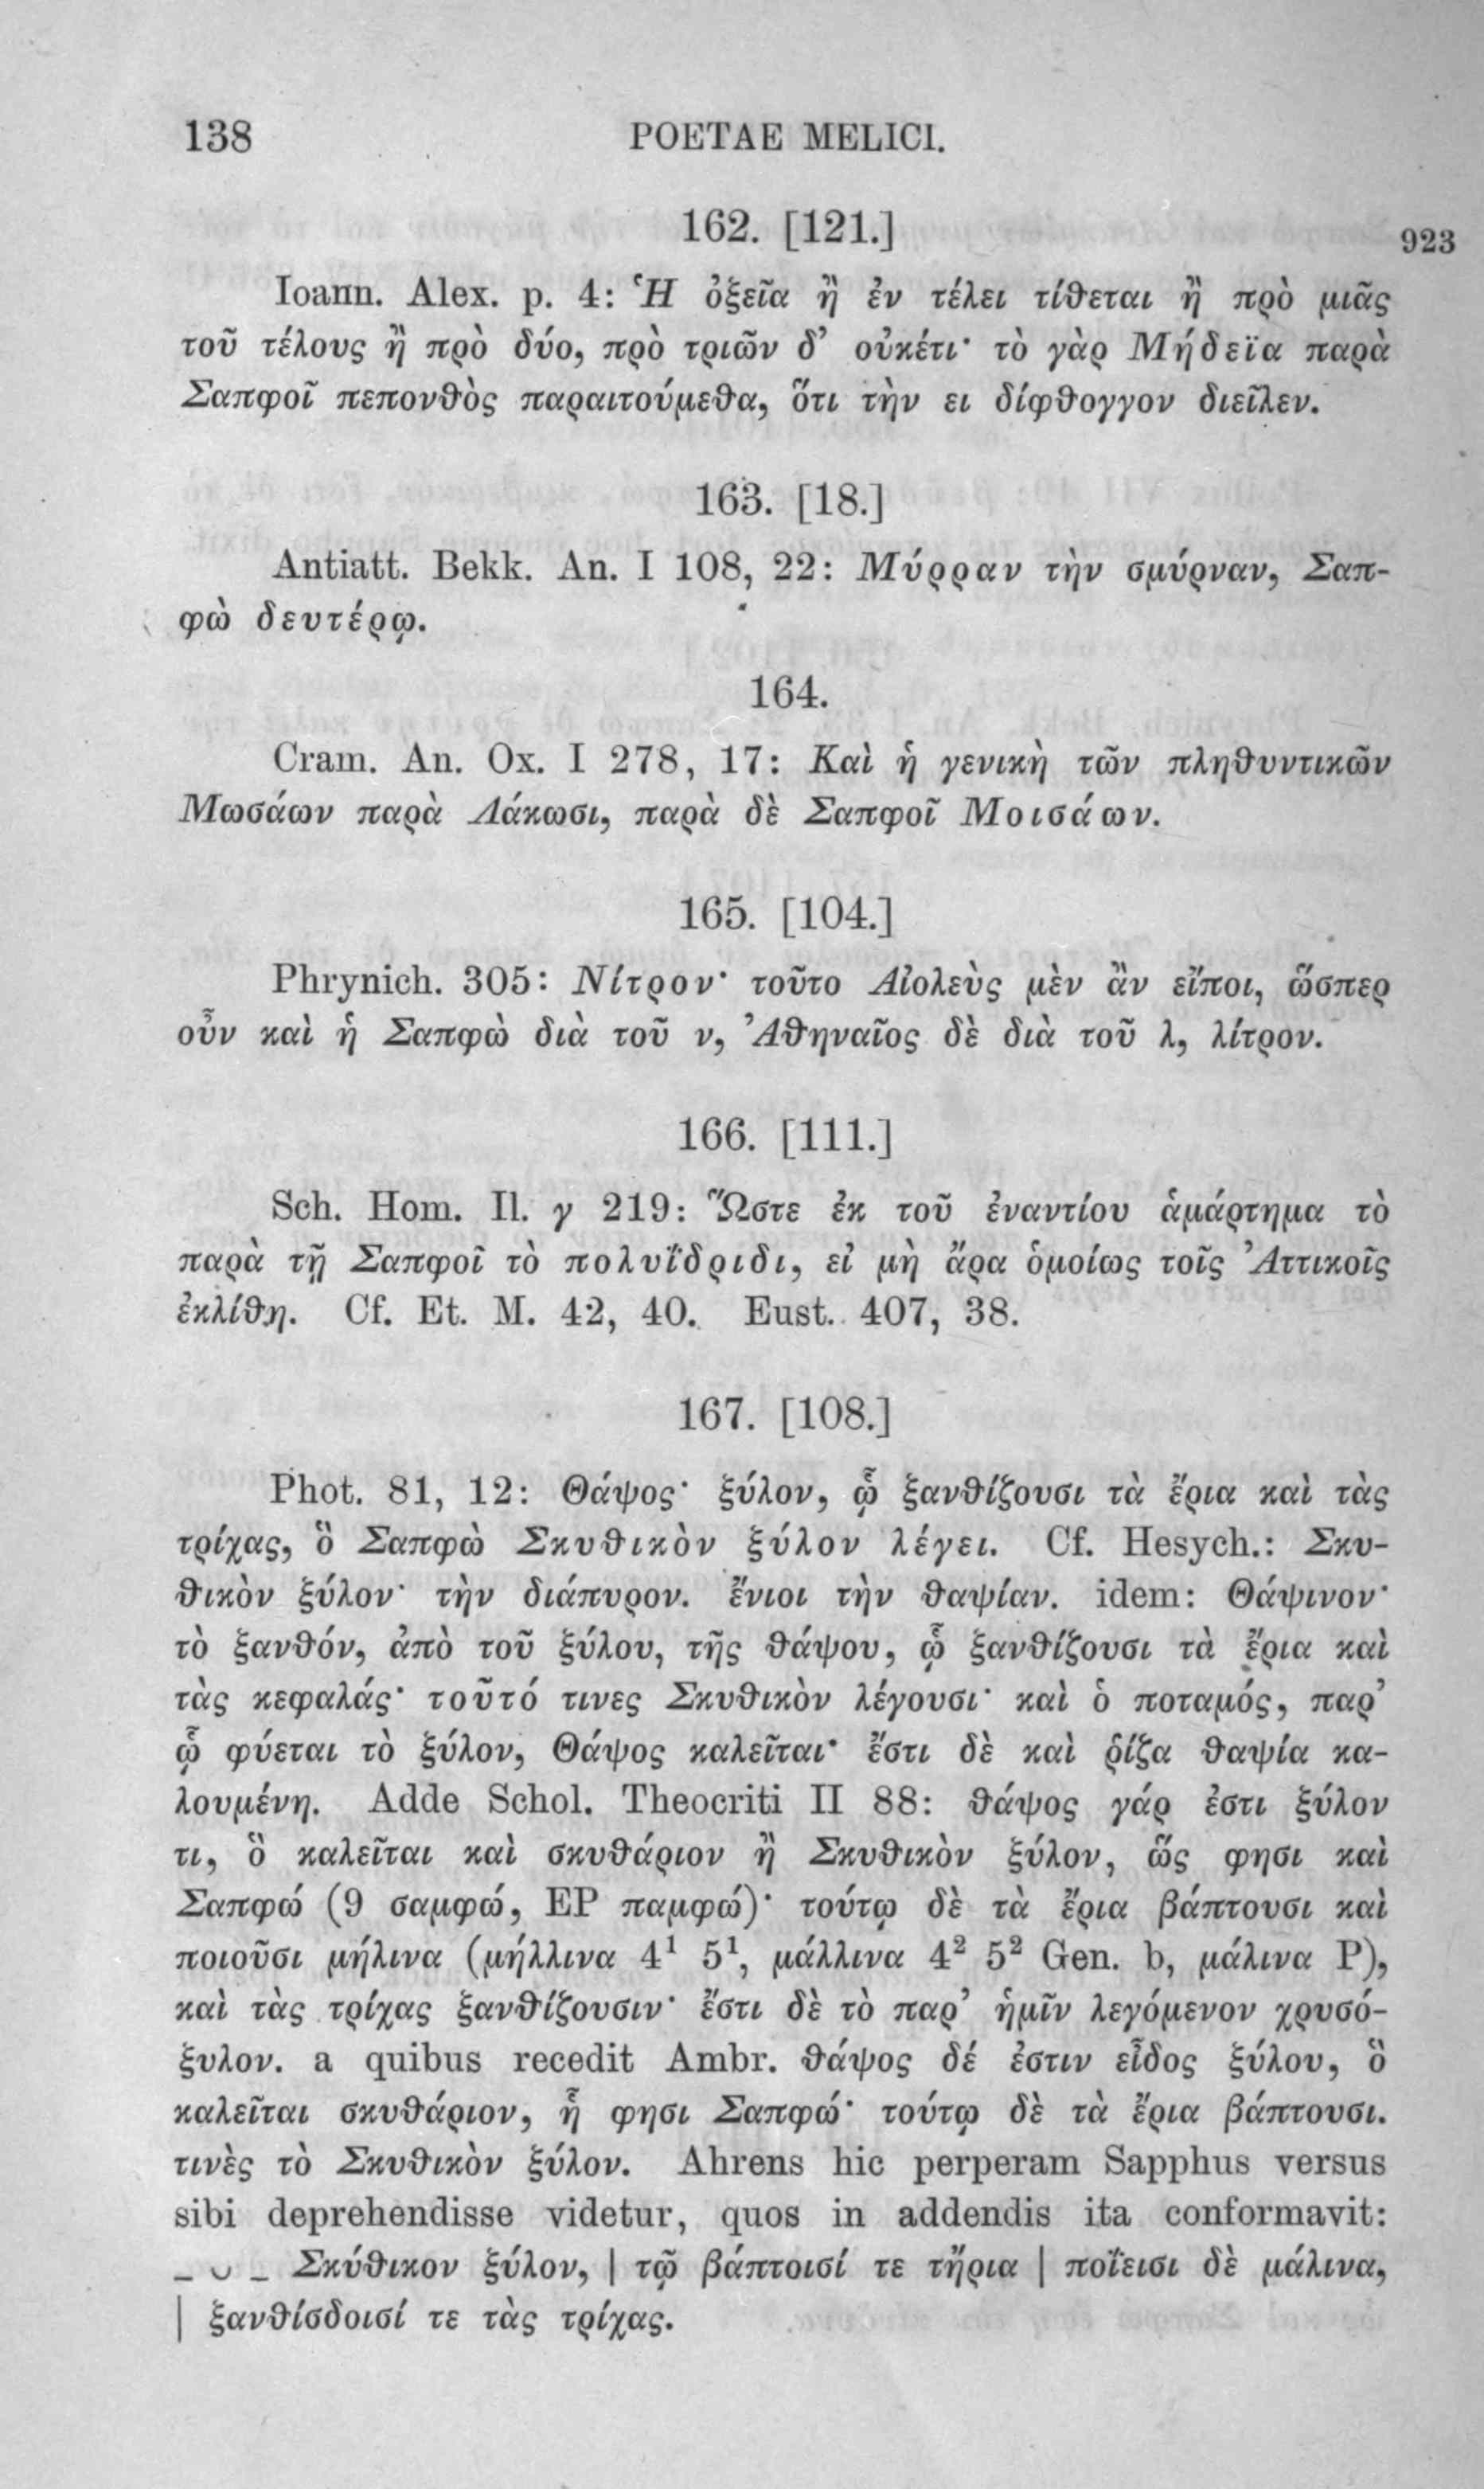 138 POETAE MELICI.
162. [121.]
923
Ioann. Alex. p. 4: Ἡ ὀξεῖα ἢ ἐν τέλει τίθεται ἢ πρὸ μιᾶς
τοῦ τέλους ἢ πρὸ δύο, πρὸ τριῶν δ’ οὐκέτι· τὸ γὰρ Μήδεϊα παρὰ
Σαπφοῖ πεπονθὸς παραιτούμεθα, ὅτι τὴν ει δίφθογγον διεῖλεν.
163. [18.]
Antiatt. Bekk. An. I 108, 22: Μύρραν τὴν σμύρναν, Σαπ-
φὼ δευτέρῳ.
164.
Cram. An. Ox. I 278, 17: Καὶ ἡ γενικὴ τῶν πληθυντικῶν
Μωσάων παρὰ Λάκωσι, παρὰ δὲ Σαπφοῖ Μοισάων.
165. [104.]
Phrynich. 305: Νίτρον· τοῦτο Αἰολεὺς μὲν ἂν εἴποι, ὥσπερ
οὖν καὶ ἡ Σαπφὼ διὰ τοῦ ν, Ἀθηναῖος δὲ διὰ τοῦ λ, λίτρον.
166. [111.]
Sch. Hom. Il. γ 219: Ὥστε ἐκ τοῦ ἐναντίου ἁμάρτημα τὸ
παρὰ τῇ Σαπφοῖ τὸ πολυΐδριδι, εἰ μὴ ἄρα ὁμοίως τοῖς Ἀττικοῖς
ἐκλίθη. Cf. Et. M. 42, 40. Eust. 407, 38.
167. [108.]
Phot. 81, 12: Θάψος· ξύλον, ᾧ ξανθίζουσι τὰ ἔρια καὶ τὰς
τρίχας, ὃ Σαπφὼ Σκυθικὸν ξύλον λέγει. Cf. Hesych.: Σκυ-
θικὸν ξύλον· τὴν διάπυρον. ἔνιοι τὴν θαψίαν. idem: Θάψινον·
τὸ ξανθόν, ἀπὸ τοῦ ξύλου, τῆς θάψου, ᾧ ξανθίζουσι τὰ ἔρια καὶ
τὰς κεφαλάς· τοῦτό τινες Σκυθικὸν λέγουσι· καὶ ὁ ποταμός, παρ’
ᾧ φύεται τὸ ξύλον, Θάψος καλεῖται· ἔστι δὲ καὶ ῥίζα θαψία κα-
λουμένη. Adde Schol. Theocriti II 88: θάψος γάρ ἐστι ξύλον
τι, ὃ καλεῖται καὶ σκυθάριον ἢ Σκυθικὸν ξύλον, ὥς φησι καὶ
Σαπφώ (9 σαμφώ, EP παμφώ)· τούτῳ δὲ τὰ ἔρια βάπτουσι καὶ
ποιοῦσι μήλινα (μήλλινα 4¹ 5¹, μάλλινα 4² 5² Gen. b, μάλινα P),
καὶ τὰς τρίχας ξανθίζουσιν· ἔστι δὲ τὸ παρ’ ἡμῖν λεγόμενον χρυσό-
ξυλον. a quibus recedit Ambr. θάψος δέ ἐστιν εἶδος ξύλου, ὃ
καλεῖται σκυθάριον, ᾗ φησι Σαπφώ· τούτῳ δὲ τὰ ἔρια βάπτουσι.
τινὲς τὸ Σκυθικὸν ξύλον. Ahrens hic perperam Sapphus versus
sibi deprehendisse videtur, quos in addendis ita conformavit:
_ ᴗ _ Σκύθικον ξύλον, | τῷ βάπτοισί τε τἤρια | ποΐεισι δὲ μάλινα,
| ξανθίσδοισί τε τὰς τρίχας.